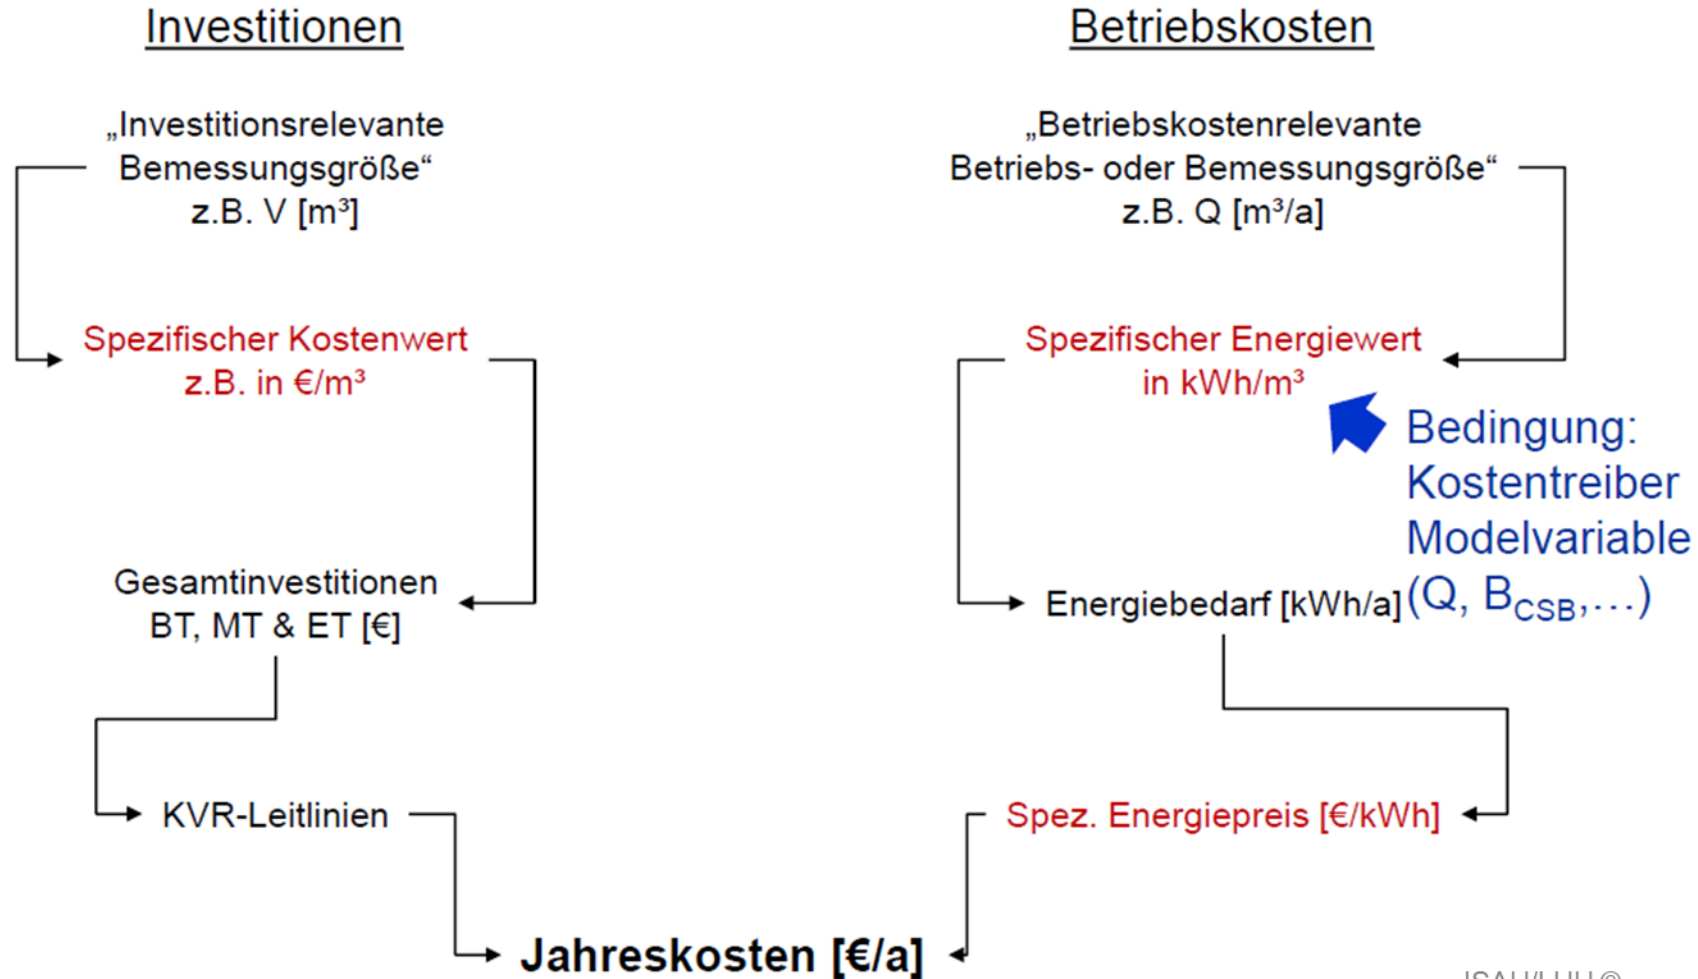 Investitionen
„Investitionsrelevante
Bemessungsgröße“
z.B. V [m³]
Spezifischer Kostenwert
z.B. in €/m³
Gesamtinvestitionen
BT, MT & ET [€]
KVR-Leitlinien
Betriebskosten
„Betriebskostenrelevante
Betriebs- oder Bemessungsgröße“
z.B. Q [m³/a]
Spezifischer Energiewert
in kWh/m³
Bedingung:
Kostentreiber
Modelvariable
(Q, B_CSB,…)
Energiebedarf [kWh/a]
Spez. Energiepreis [€/kWh]
Jahreskosten [€/a]